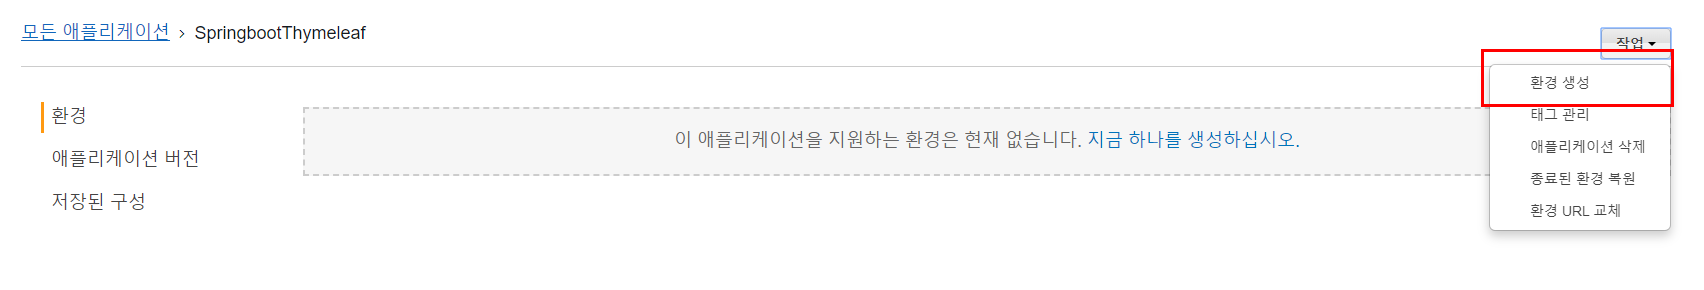 모든 애플리케이션 › SpringbootThymeleaf
작업
환경 생성
태그 관리
애플리케이션 삭제
종료된 환경 복원
환경 URL 교체
환경
애플리케이션 버전
저장된 구성
이 애플리케이션을 지원하는 환경은 현재 없습니다. 지금 하나를 생성하십시오.